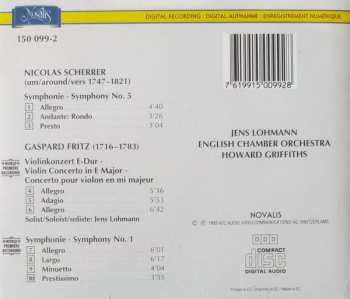 Novalis
DIGITAL RECORDING · DIGITAL-AUFNAHME · ENREGISTREMENT NUMÉRIQUE
150 099-2
NICOLAS SCHERRER
(um/around/vers 1747–1821)
Symphonie · Symphony No. 5
1 Allegro 4'40
2 Andante: Rondo 3'26
3 Presto 3'04
GASPARD FRITZ (1716–1783)
Violinkonzert E-Dur ·
Violin Concerto in E Major ·
Concerto pour violon en mi majeur
4 Allegro 5'36
5 Adagio 5'53
6 Allegro 6'42
Solist/Soloist/soliste: Jens Lohmann
Symphonie · Symphony No. 1
7 Allegro 6'01
8 Largo 6'17
9 Minuetto 4'04
10 Prestissimo 3'55
7 619915 009928
JENS LOHMANN
ENGLISH CHAMBER ORCHESTRA
HOWARD GRIFFITHS
NOVALIS
DDD
COMPACT
disc
DIGITAL AUDIO